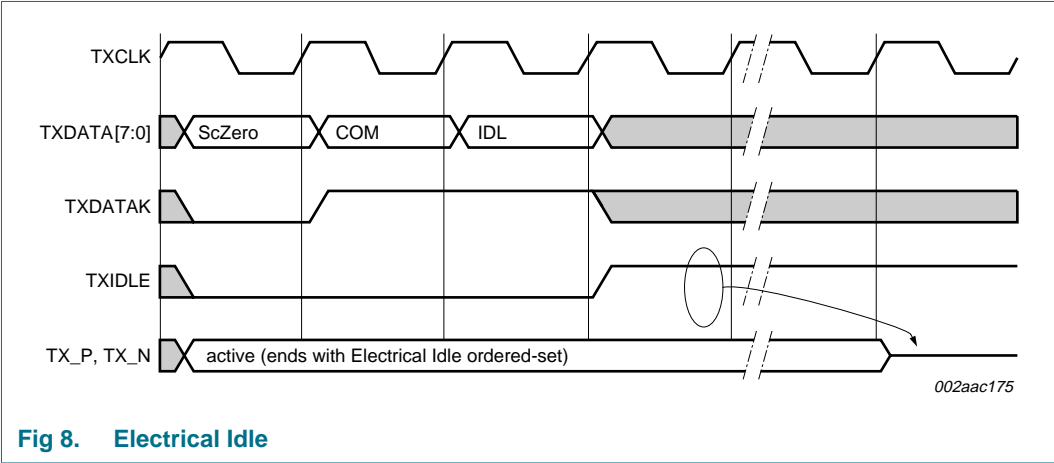 TXCLK
TXDATA[7:0] ScZero COM IDL
TXDATAK
TXIDLE
TX_P, TX_N active (ends with Electrical Idle ordered-set)
002aac175
Fig 8. Electrical Idle